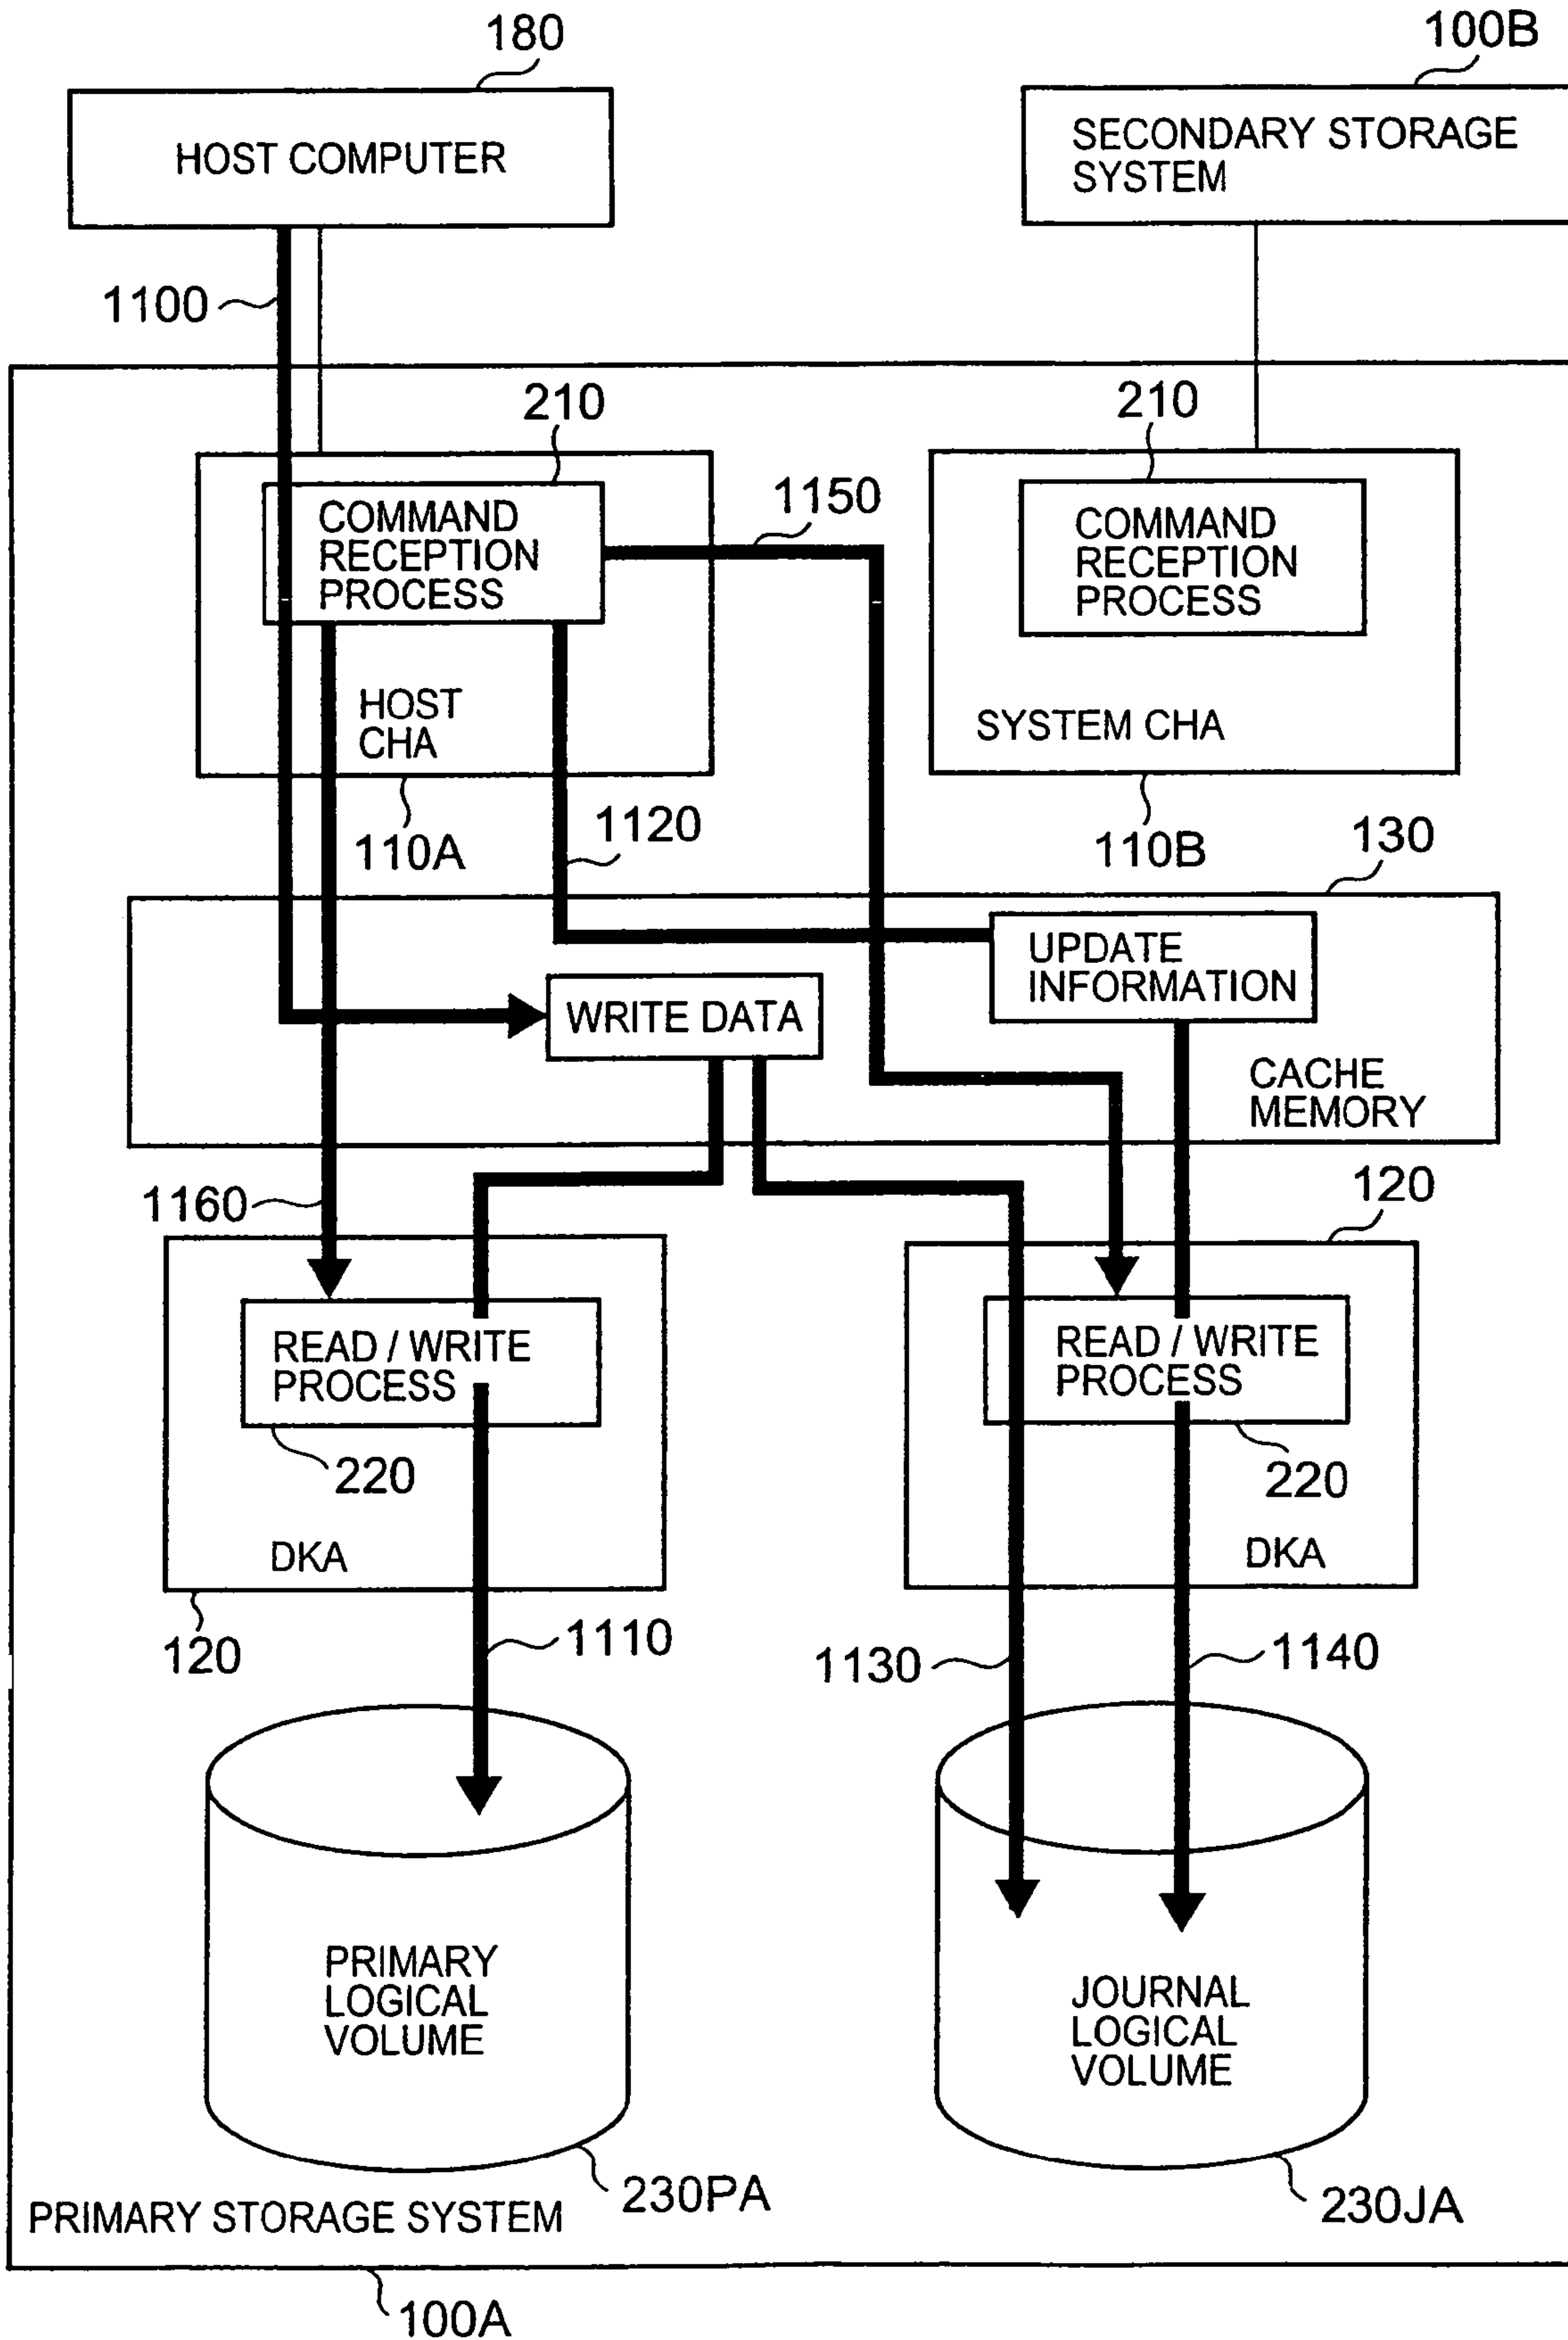 180
100B
HOST COMPUTER
SECONDARY STORAGE
SYSTEM
1100
210
210
1150
COMMAND
RECEPTION
PROCESS
COMMAND
RECEPTION
PROCESS
HOST
CHA
SYSTEM CHA
110A
1120
110B
130
UPDATE
INFORMATION
WRITE DATA
CACHE
MEMORY
1160
120
READ / WRITE
PROCESS
READ / WRITE
PROCESS
220
220
DKA
DKA
120
1110
1130
1140
PRIMARY
LOGICAL
VOLUME
JOURNAL
LOGICAL
VOLUME
230PA
230JA
PRIMARY STORAGE SYSTEM
100A